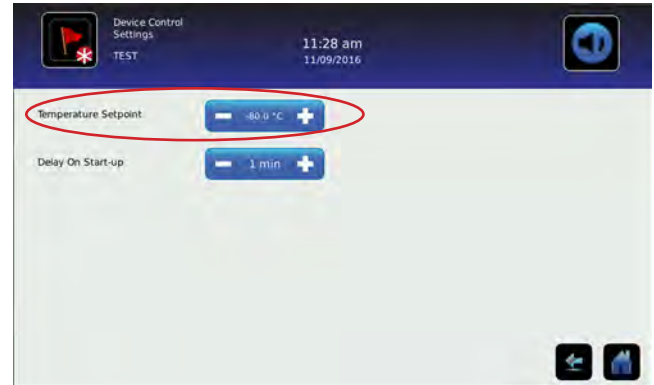 Device Control
Settings
TEST
11:28 am
11/09/2016
Temperature Setpoint
-80.0 °C
Delay On Start-up
1 min